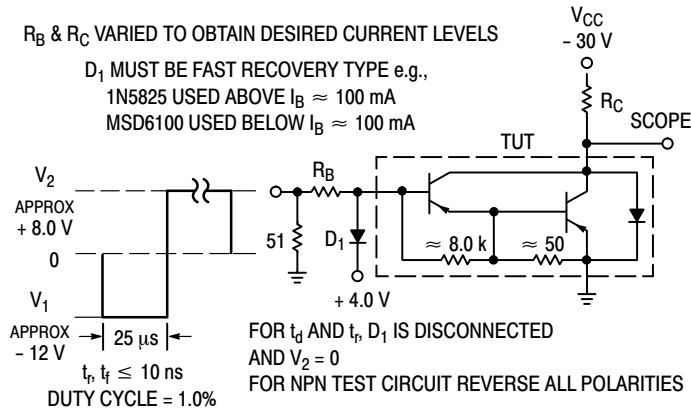 R_B & R_C VARIED TO OBTAIN DESIRED CURRENT LEVELS
D_1 MUST BE FAST RECOVERY TYPE e.g.,
1N5825 USED ABOVE I_B ≈ 100 mA
MSD6100 USED BELOW I_B ≈ 100 mA
V_CC
– 30 V
R_C
SCOPE
TUT
R_B
V_2
APPROX
+ 8.0 V
51
D_1
≈ 8.0 k
≈ 50
0
+ 4.0 V
V_1
APPROX
– 12 V
25 μs
t_r, t_f ≤ 10 ns
DUTY CYCLE = 1.0%
FOR t_d AND t_r, D_1 IS DISCONNECTED
AND V_2 = 0
FOR NPN TEST CIRCUIT REVERSE ALL POLARITIES